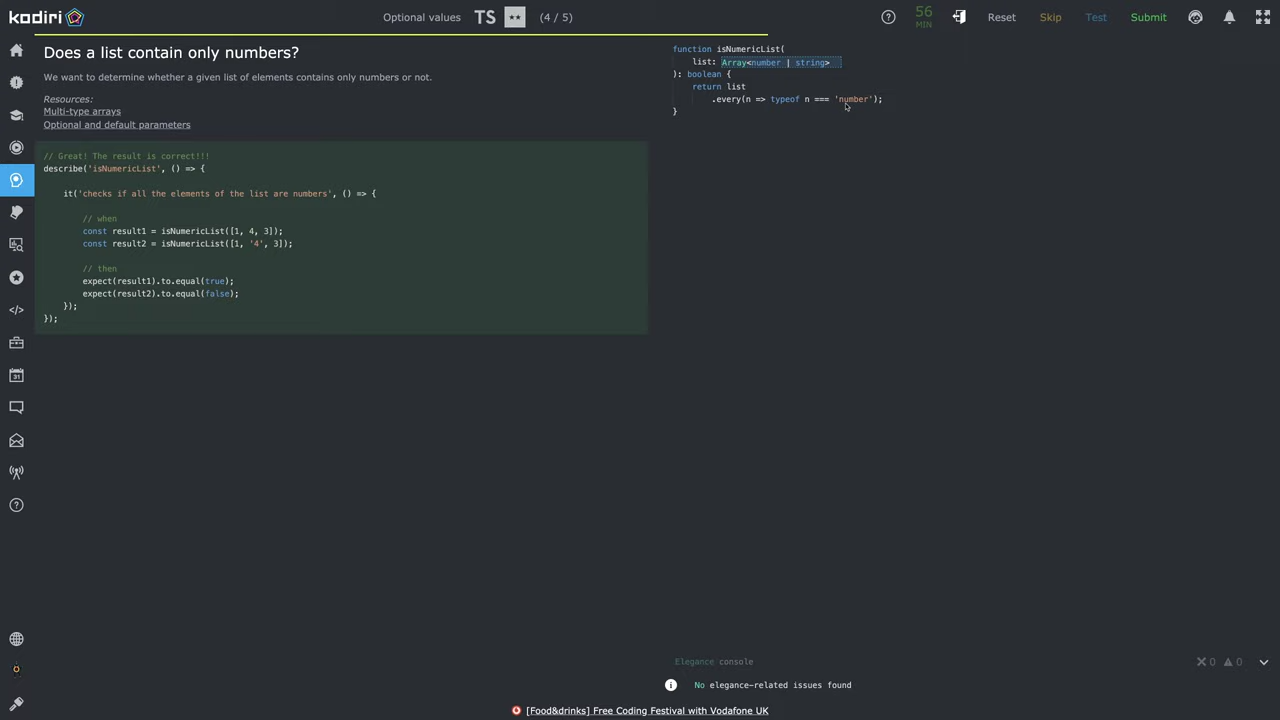 kodiri
Optional values TS ★★ (4 / 5)
56
MIN
Reset Skip Test Submit
Does a list contain only numbers?
We want to determine whether a given list of elements contains only numbers or not.
Resources:
Multi-type arrays
Optional and default parameters
// Great! The result is correct!!!
describe('isNumericList', () => {
it('checks if all the elements of the list are numbers', () => {
// when
const result1 = isNumericList([1, 4, 3]);
const result2 = isNumericList([1, '4', 3]);
// then
expect(result1).to.equal(true);
expect(result2).to.equal(false);
});
});
function isNumericList(
list: Array<number | string>
): boolean {
return list
.every(n => typeof n === 'number');
}
Elegance console
0 0
No elegance-related issues found
[Food&drinks] Free Coding Festival with Vodafone UK
31